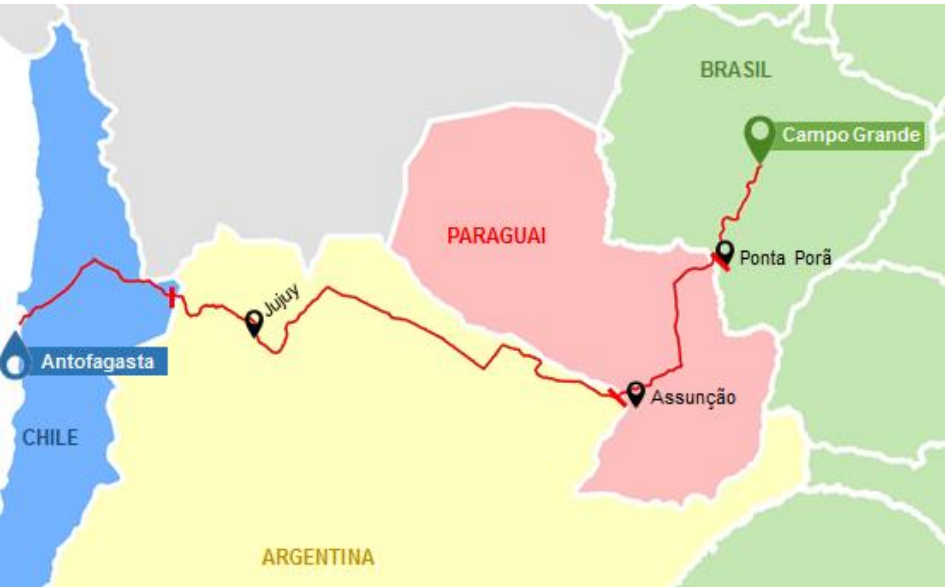 BRASIL
Campo Grande
PARAGUAI
Ponta Porã
Jujuy
Antofagasta
Assunção
CHILE
ARGENTINA